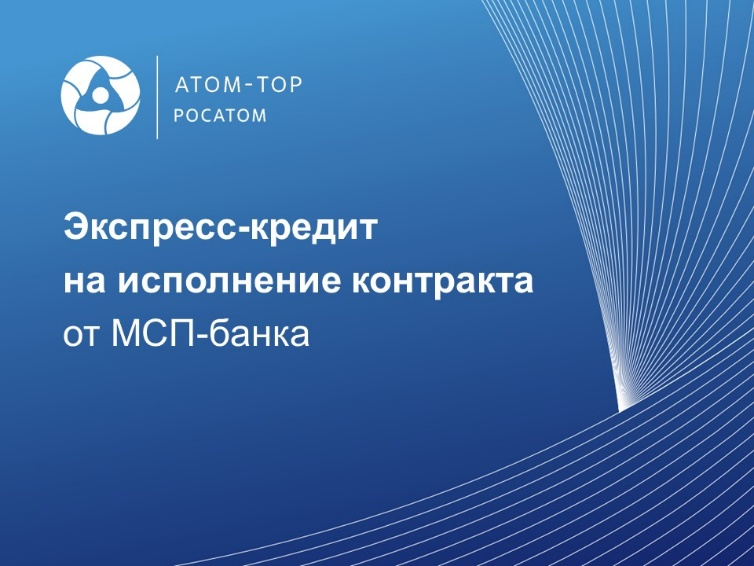 АТОМ-ТОР
РОСАТОМ
Экспресс-кредит
на исполнение контракта
от МСП-банка